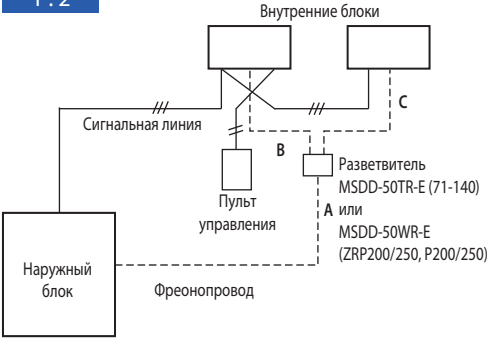 1 : 2
Внутренние блоки
Сигнальная линия
C
B
Разветвитель
MSDD-50TR-E (71-140)
A или
MSDD-50WR-E
(ZRP200/250, P200/250)
Пульт
управления
Наружный
блок
Фреонопровод